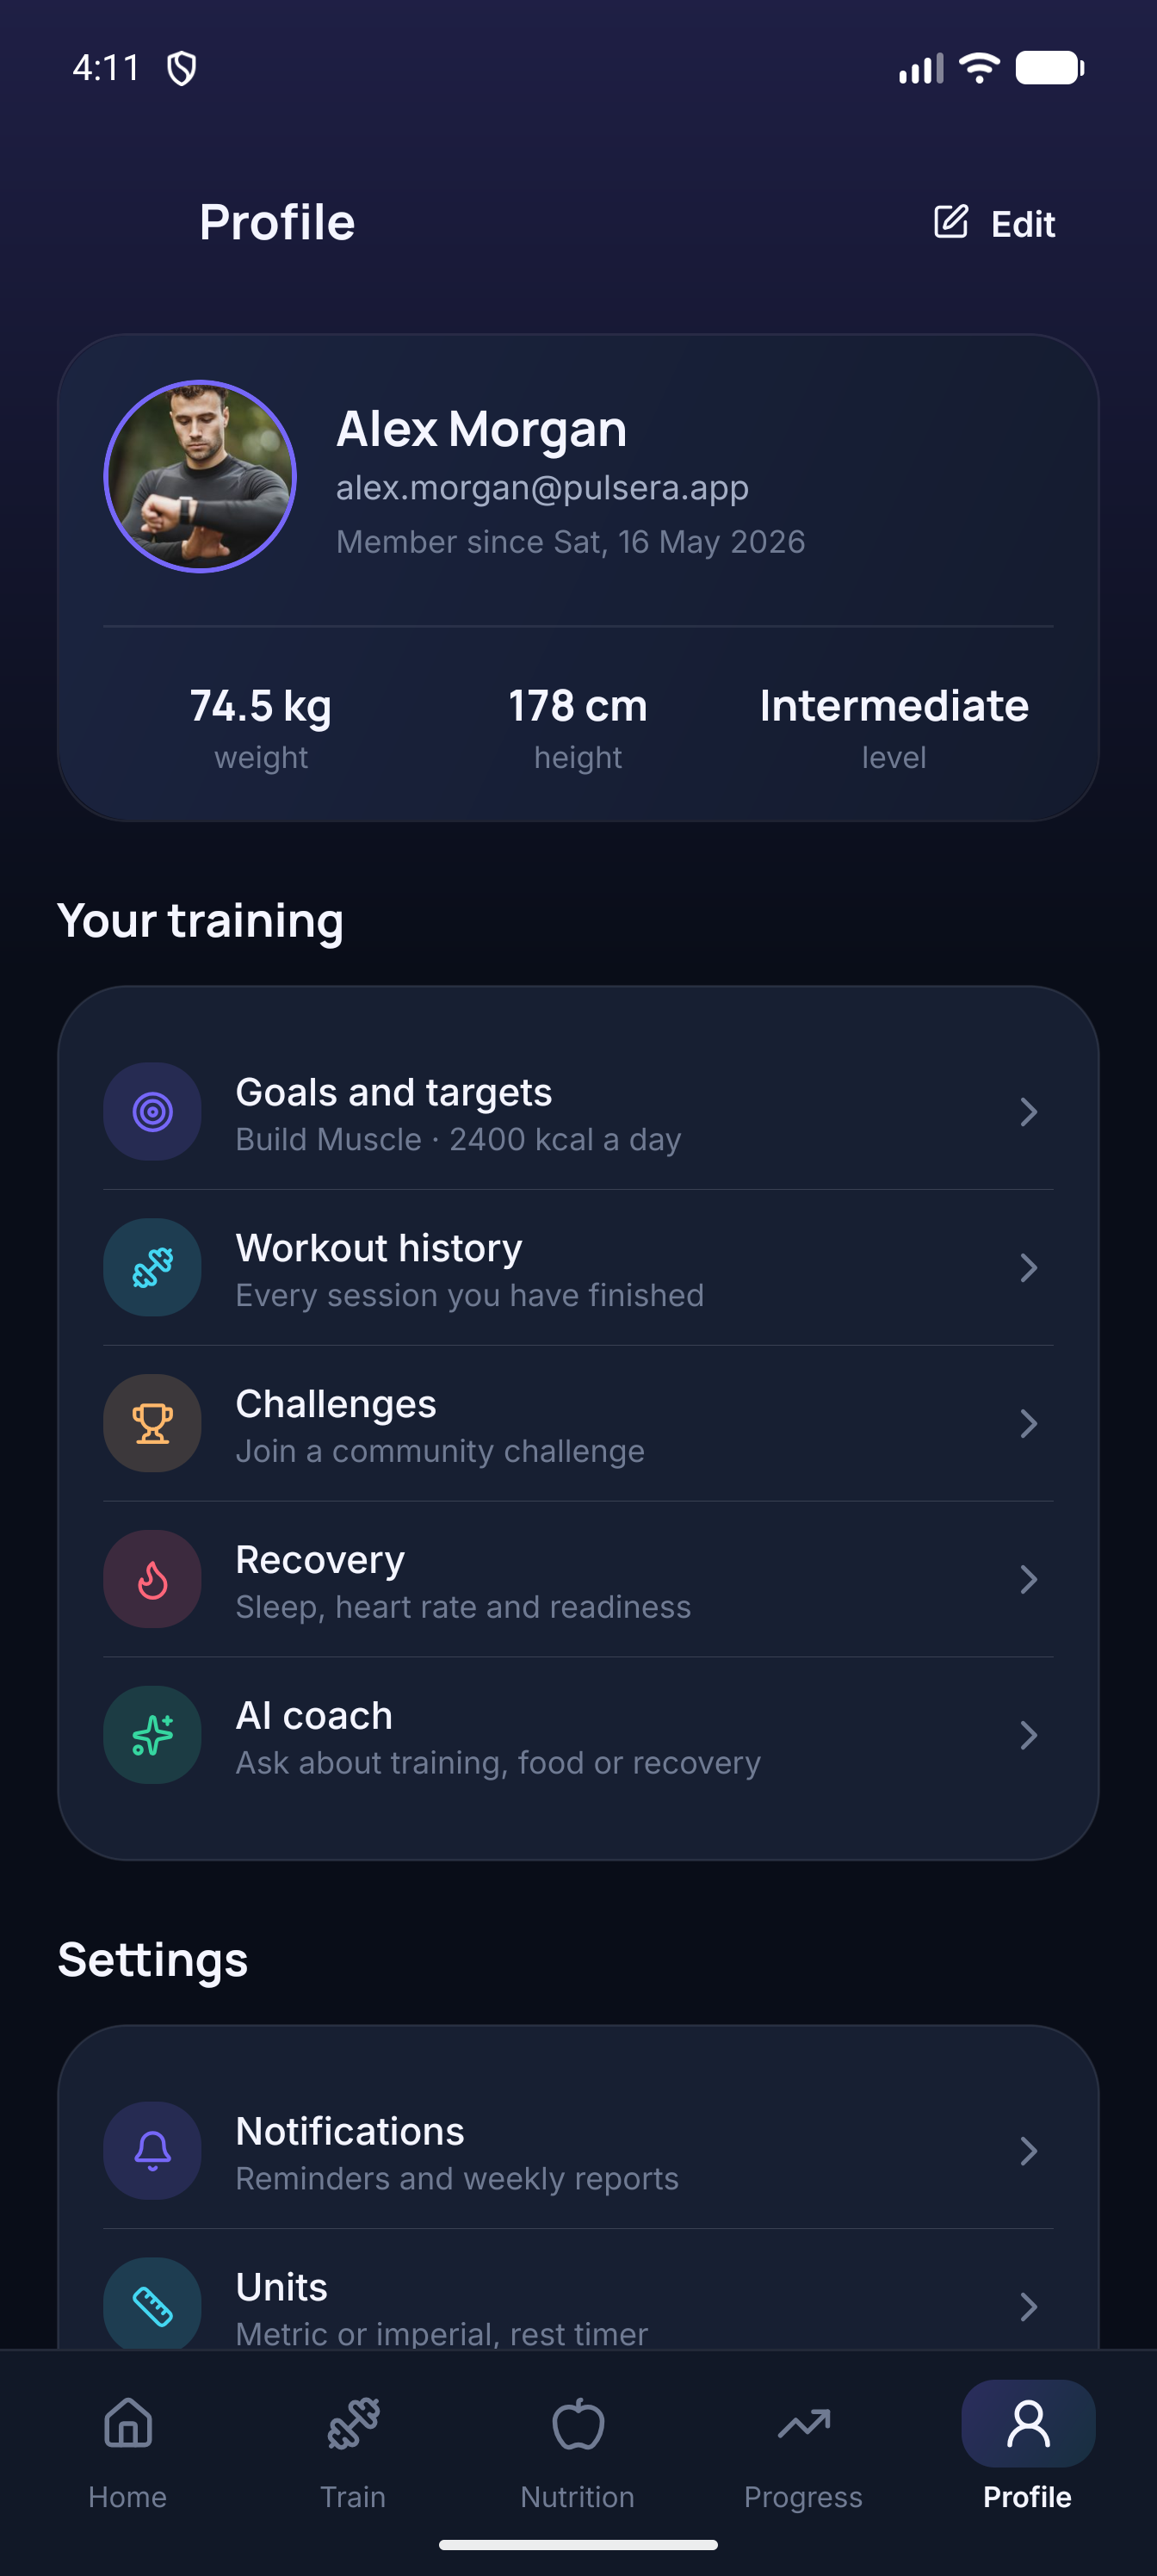 4:11
Profile
Edit
Alex Morgan
alex.morgan@pulsera.app
Member since Sat, 16 May 2026
74.5 kg
weight
178 cm
height
Intermediate
level
Your training
Goals and targets
Build Muscle · 2400 kcal a day
Workout history
Every session you have finished
Challenges
Join a community challenge
Recovery
Sleep, heart rate and readiness
AI coach
Ask about training, food or recovery
Settings
Notifications
Reminders and weekly reports
Units
Metric or imperial, rest timer
Home
Train
Nutrition
Progress
Profile